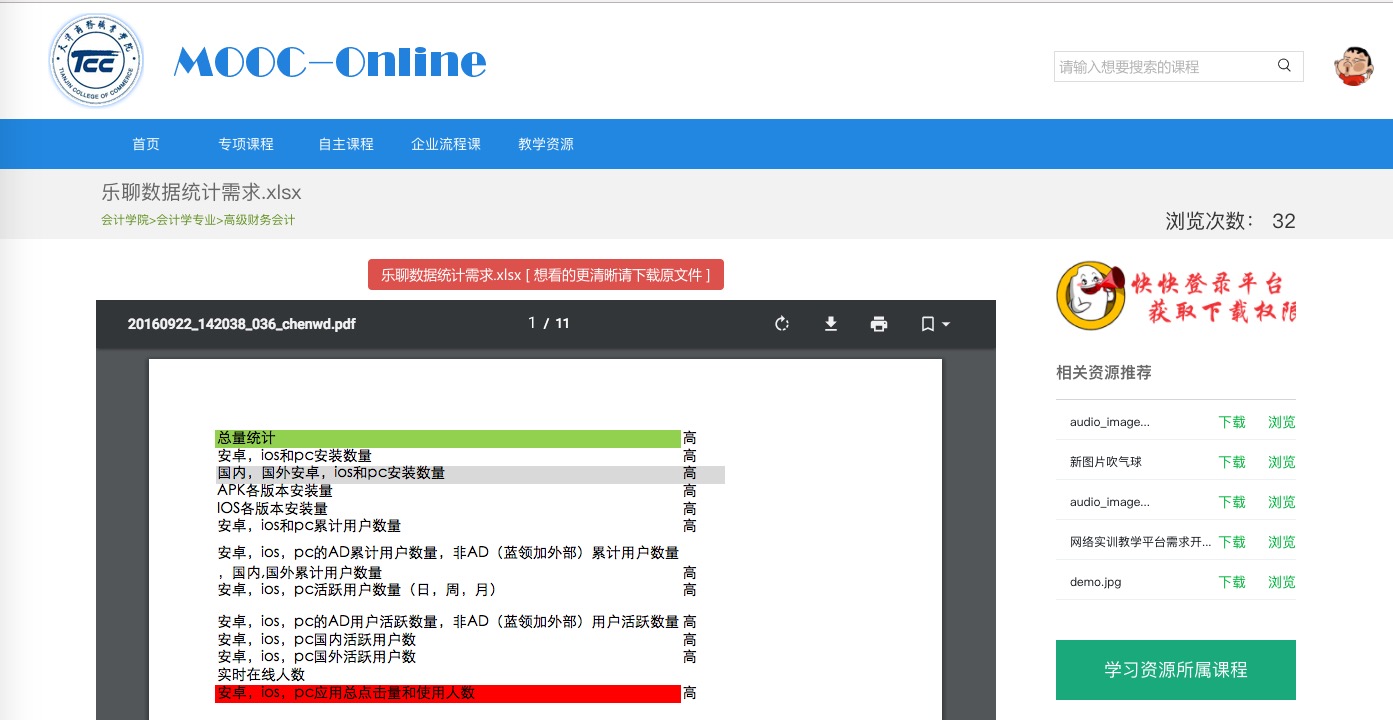 天津商务职业学院
TCC
TIANJIN COLLEGE OF COMMERCE
MOOC-Online
请输入想要搜索的课程
首页 专项课程 自主课程 企业流程课 教学资源
乐聊数据统计需求.xlsx
会计学院>会计学专业>高级财务会计
浏览次数： 32
乐聊数据统计需求.xlsx [ 想看的更清晰请下载原文件 ]
20160922_142038_036_chenwd.pdf 1 / 11
总量统计 高
安卓，ios和pc安装数量 高
国内，国外安卓，ios和pc安装数量 高
APK各版本安装量 高
IOS各版本安装量 高
安卓，ios和pc累计用户数量 高
安卓，ios，pc的AD累计用户数量，非AD（蓝领加外部）累计用户数量
，国内,国外累计用户数量 高
安卓，ios，pc活跃用户数量（日，周，月） 高
安卓，ios，pc的AD用户活跃数量，非AD（蓝领加外部）用户活跃数量 高
安卓，ios，pc国内活跃用户数 高
安卓，ios，pc国外活跃用户数 高
实时在线人数
安卓，ios，pc应用总点击量和使用人数 高
快快登录平台
获取下载权限
相关资源推荐
audio_image... 下载 浏览
新图片吹气球 下载 浏览
audio_image... 下载 浏览
网络实训教学平台需求开... 下载 浏览
demo.jpg 下载 浏览
学习资源所属课程